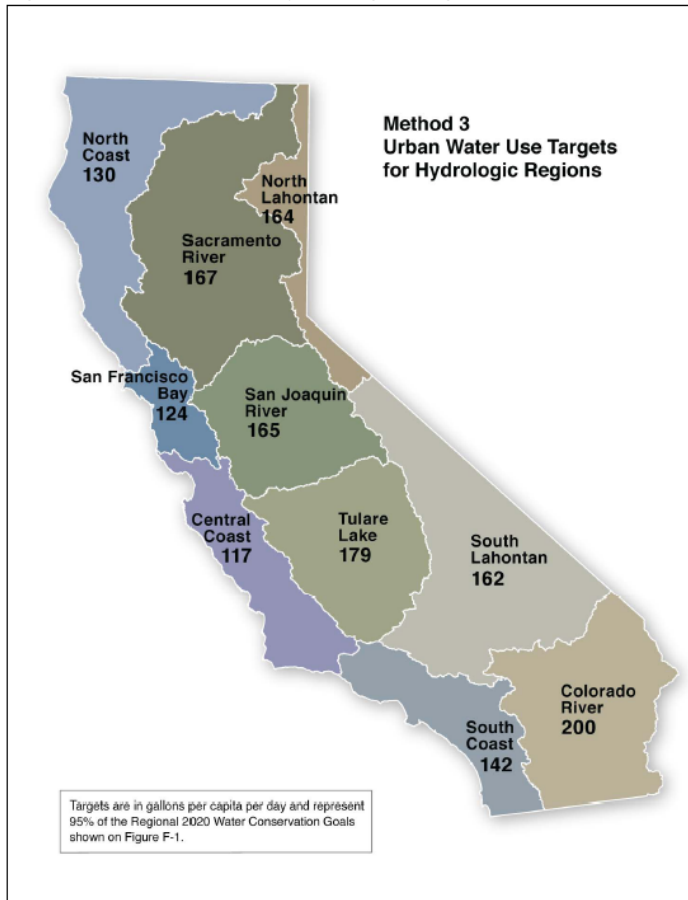 Method 3
Urban Water Use Targets
for Hydrologic Regions
North
Coast
130
North
Lahontan
164
Sacramento
River
167
San Francisco
Bay
124
San Joaquin
River
165
Central
Coast
117
Tulare
Lake
179
South
Lahontan
162
Colorado
River
200
South
Coast
142
Targets are in gallons per capita per day and represent
95% of the Regional 2020 Water Conservation Goals
shown on Figure F-1.